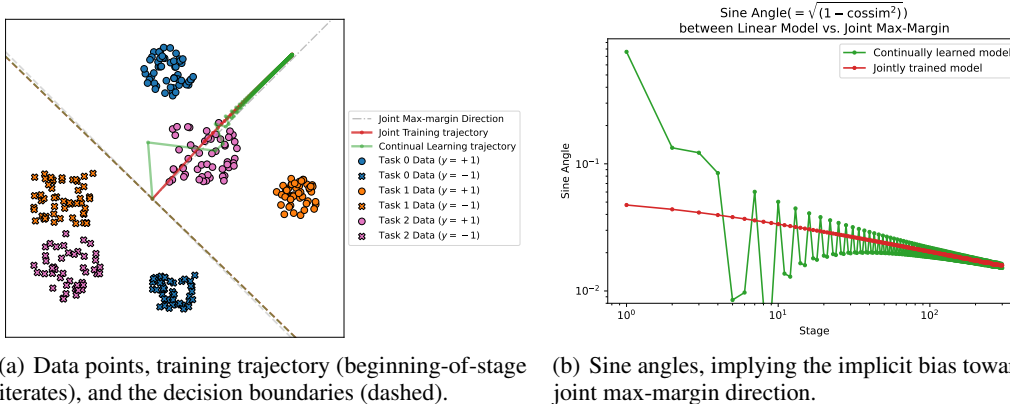 Sine Angle(= √(1 − cossim²))
between Linear Model vs. Joint Max-Margin
Joint Max-margin Direction
Joint Training trajectory
Continual Learning trajectory
Task 0 Data (y = +1)
Task 0 Data (y = −1)
Task 1 Data (y = +1)
Task 1 Data (y = −1)
Task 2 Data (y = +1)
Task 2 Data (y = −1)
Continually learned model
Jointly trained model
Sine Angle
10⁻¹
10⁻²
10⁰
10¹
10²
Stage
(a) Data points, training trajectory (beginning-of-stage
iterates), and the decision boundaries (dashed).
(b) Sine angles, implying the implicit bias towar
joint max-margin direction.